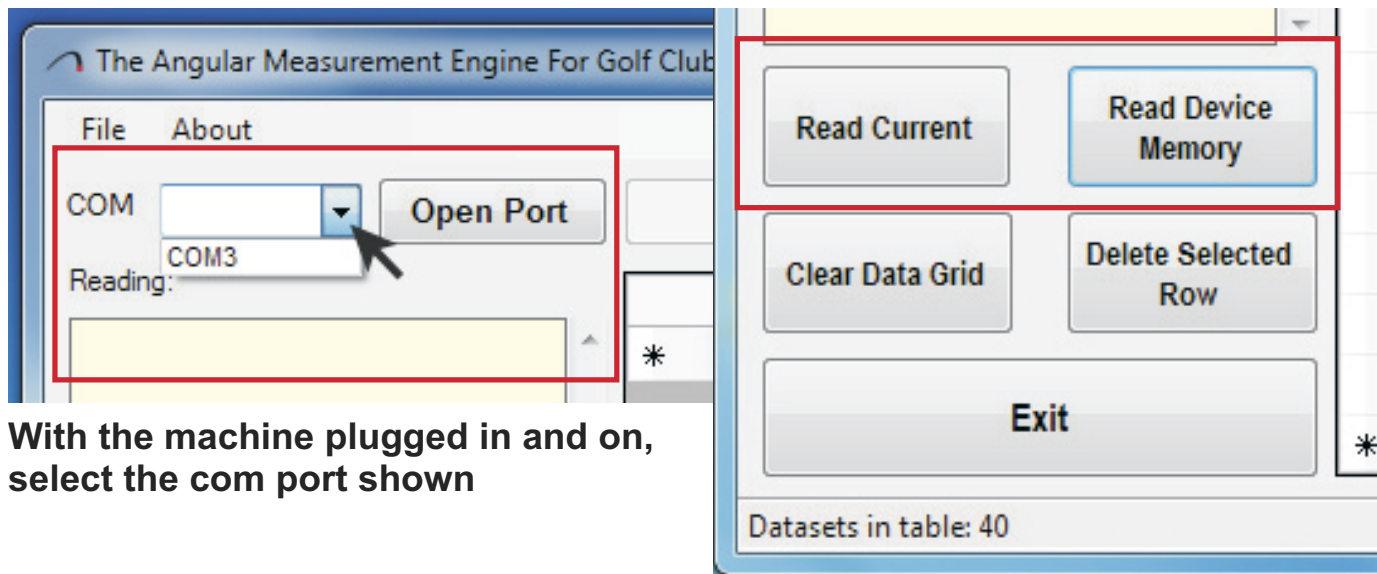 The Angular Measurement Engine For Golf Club
File About
COM
Open Port
COM3
Reading:
*
With the machine plugged in and on,
select the com port shown
Read Current
Read Device
Memory
Clear Data Grid
Delete Selected
Row
Exit
*
Datasets in table: 40